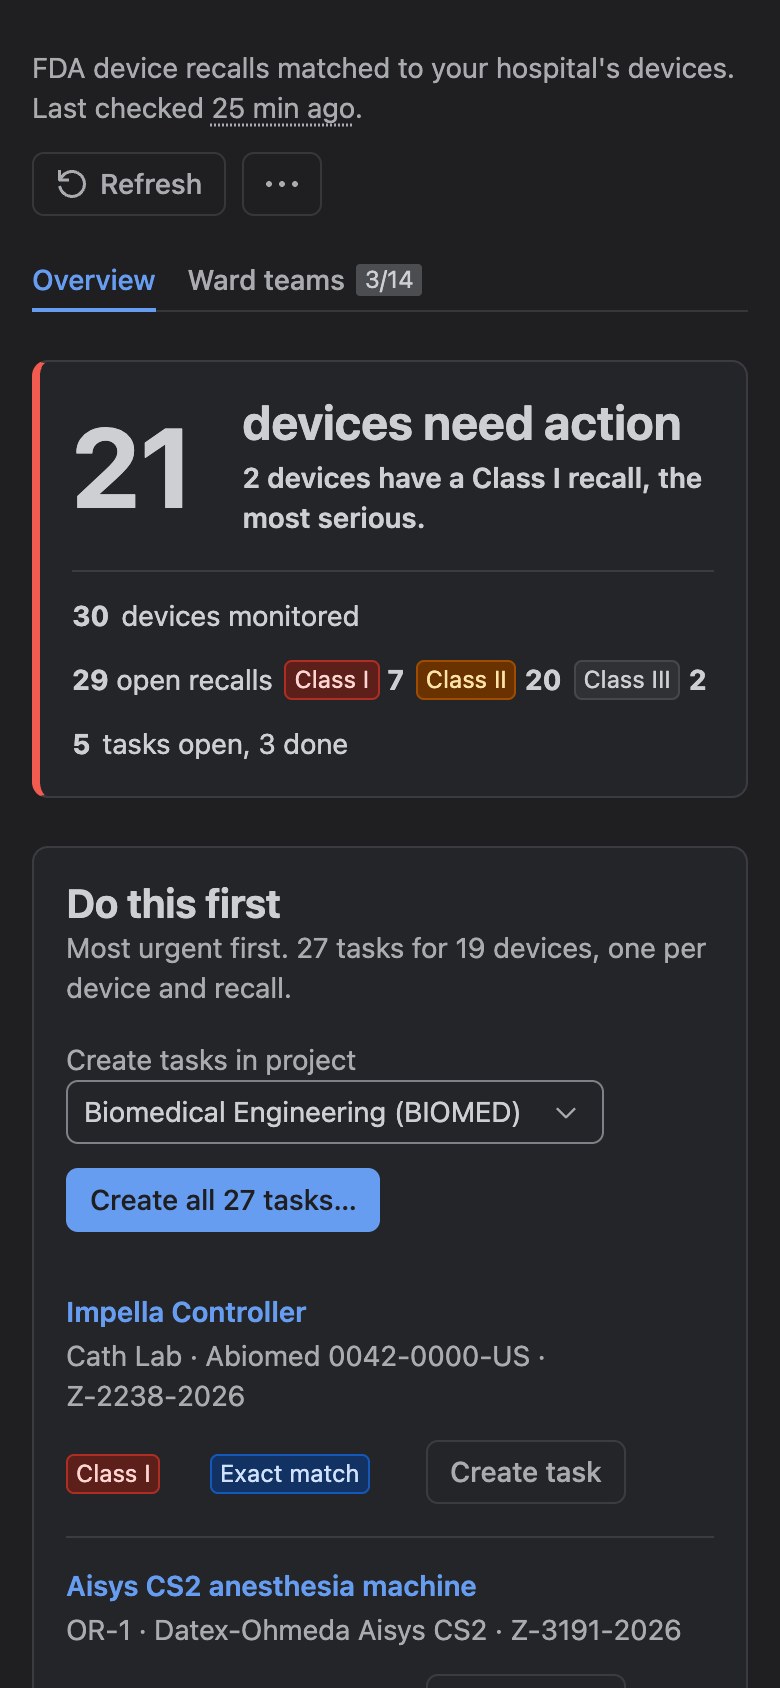 FDA device recalls matched to your hospital's devices.
Last checked 25 min ago.
Refresh ···
Overview Ward teams 3/14
21 devices need action
2 devices have a Class I recall, the
most serious.
30 devices monitored
29 open recalls Class I 7 Class II 20 Class III 2
5 tasks open, 3 done
Do this first
Most urgent first. 27 tasks for 19 devices, one per
device and recall.
Create tasks in project
Biomedical Engineering (BIOMED)
Create all 27 tasks...
Impella Controller
Cath Lab · Abiomed 0042-0000-US ·
Z-2238-2026
Class I Exact match Create task
Aisys CS2 anesthesia machine
OR-1 · Datex-Ohmeda Aisys CS2 · Z-3191-2026